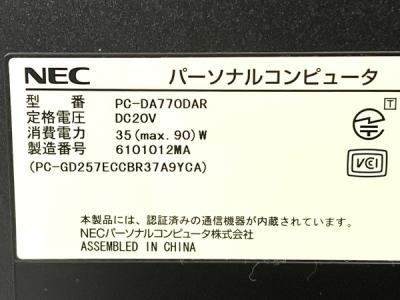 NEC パーソナルコンピュータ
型 番 PC-DA770DAR
定格電圧 DC20V
消費電力 35(max.90)W
製造番号 6101012MA
(PC-GD257ECCBR37A9YCA)
T
VCI
本製品には、認証済みの通信機器が内蔵されています。
NECパーソナルコンピュータ株式会社
ASSEMBLED IN CHINA